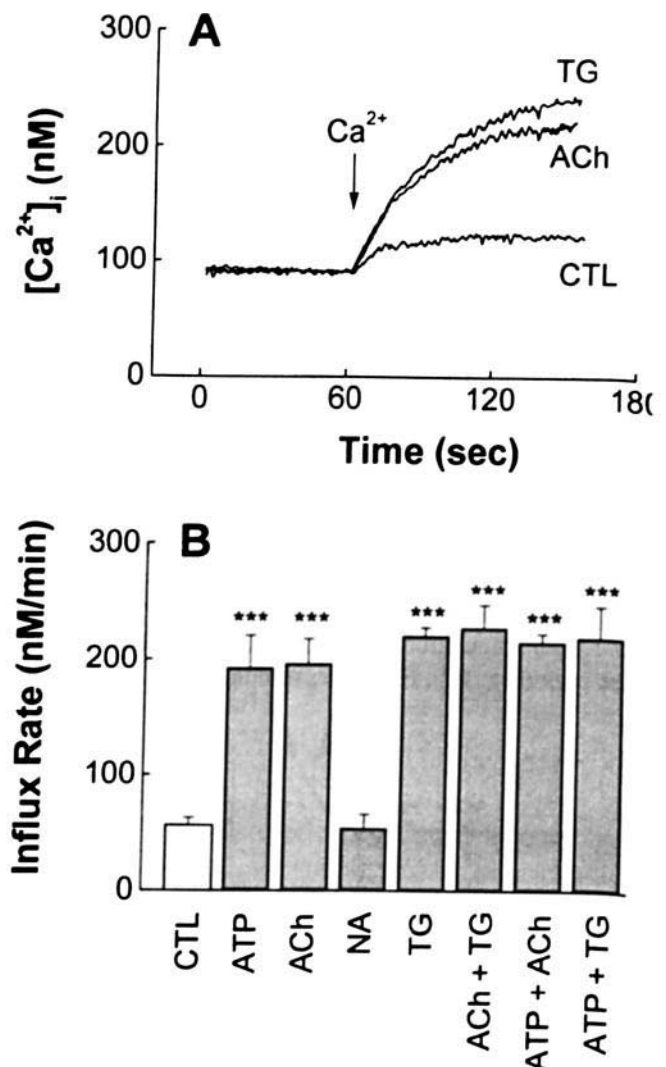 A
300
TG
Ca²⁺
200
ACh
[Ca²⁺]ᵢ (nM)
100
CTL
0
0
60
120
180
Time (sec)
B
300
*** *** *** *** *** ***
200
Influx Rate (nM/min)
100
0
CTL
ATP
ACh
NA
TG
ACh + TG
ATP + ACh
ATP + TG